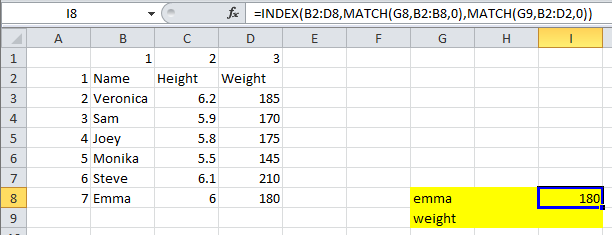 I8 fx =INDEX(B2:D8,MATCH(G8,B2:B8,0),MATCH(G9,B2:D2,0))
A B C D E F G H I
1 1 2 3
2 1 Name Height Weight
3 2 Veronica 6.2 185
4 3 Sam 5.9 170
5 4 Joey 5.8 175
6 5 Monika 5.5 145
7 6 Steve 6.1 210
8 7 Emma 6 180 emma 180
9 weight